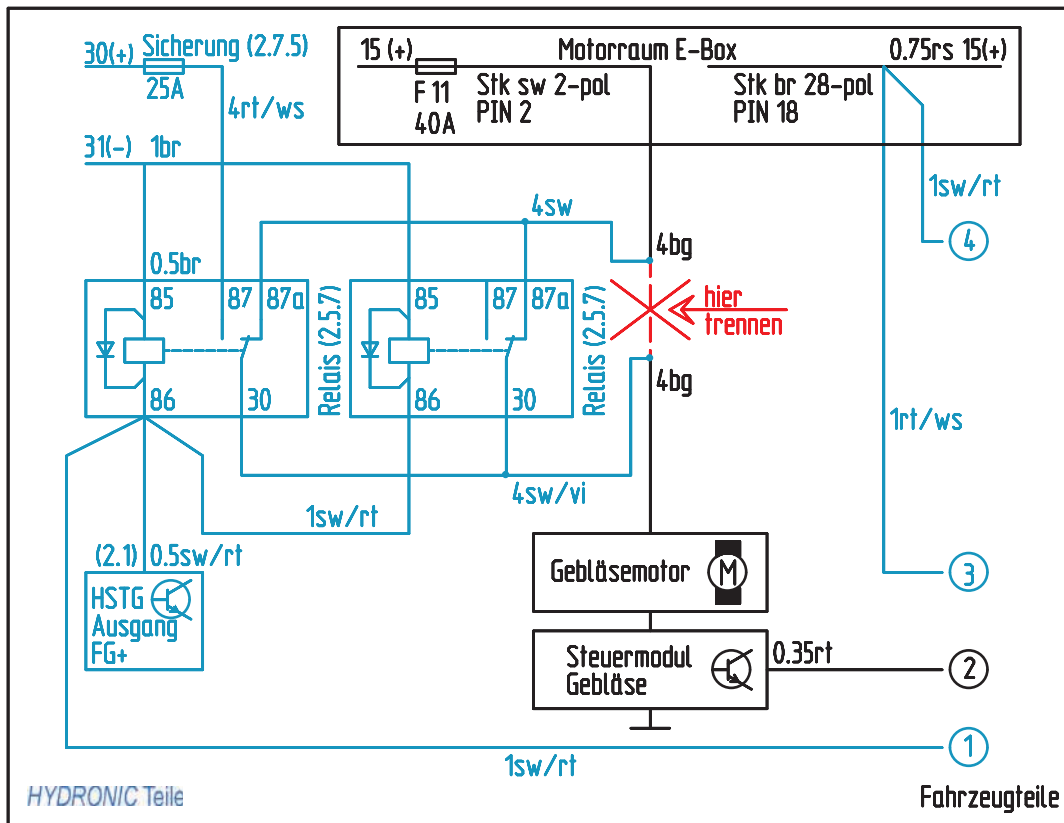 30(+) Sicherung (2.7.5)
25A
4rt/ws
31(-) 1br
15 (+)
Motorraum E-Box
0.75rs 15(+)
F 11
40A
Stk sw 2-pol
PIN 2
Stk br 28-pol
PIN 18
1sw/rt
4
4sw
4bg
0.5br
85
87
87a
86
30
Relais (2.5.7)
85
87
87a
86
30
Relais (2.5.7)
hier
trennen
4bg
1rt/ws
4sw/vi
1sw/rt
(2.1) 0.5sw/rt
HSTG
Ausgang
FG+
Gebläsemotor
M
3
Steuermodul
Gebläse
0.35rt
2
1
1sw/rt
HYDRONIC Teile
Fahrzeugteile